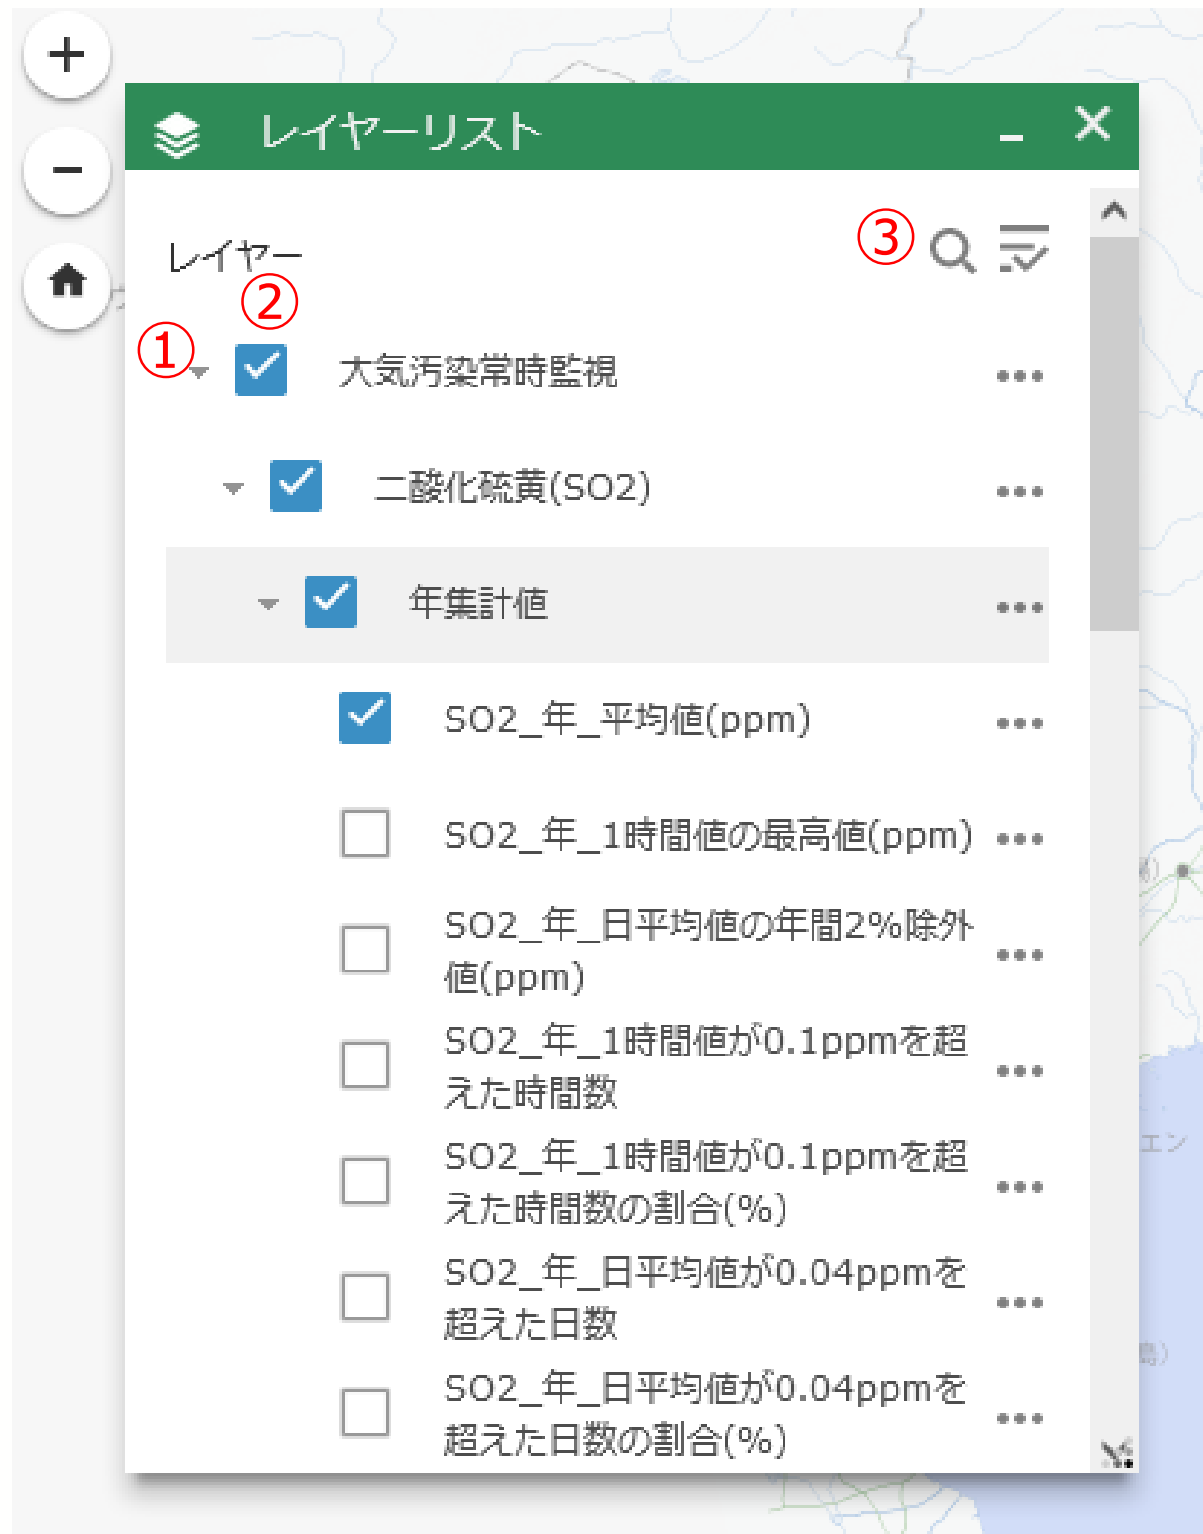 レイヤーリスト
レイヤー
③
②
①
大気汚染常時監視
二酸化硫黄(SO2)
年集計値
SO2_年_平均値(ppm)
SO2_年_1時間値の最高値(ppm)
SO2_年_日平均値の年間2%除外
値(ppm)
SO2_年_1時間値が0.1ppmを超
えた時間数
SO2_年_1時間値が0.1ppmを超
えた時間数の割合(%)
SO2_年_日平均値が0.04ppmを
超えた日数
SO2_年_日平均値が0.04ppmを
超えた日数の割合(%)
エン
島)